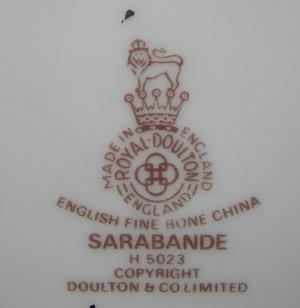 MADE IN ENGLAND
ROYAL·DOULTON
ENGLAND
ENGLISH FINE BONE CHINA
SARABANDE
H 5023
COPYRIGHT
DOULTON & CO LIMITED